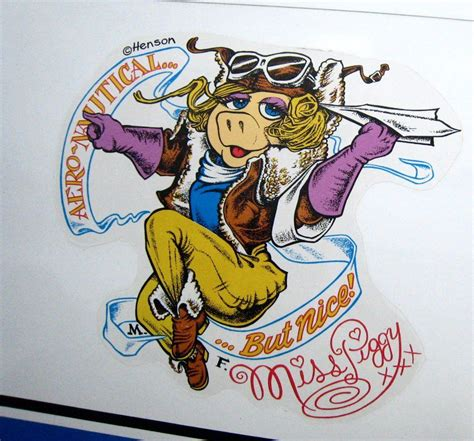 ©Henson
AERO-NAUTICAL...
...But nice!
Miss Piggy
xxx